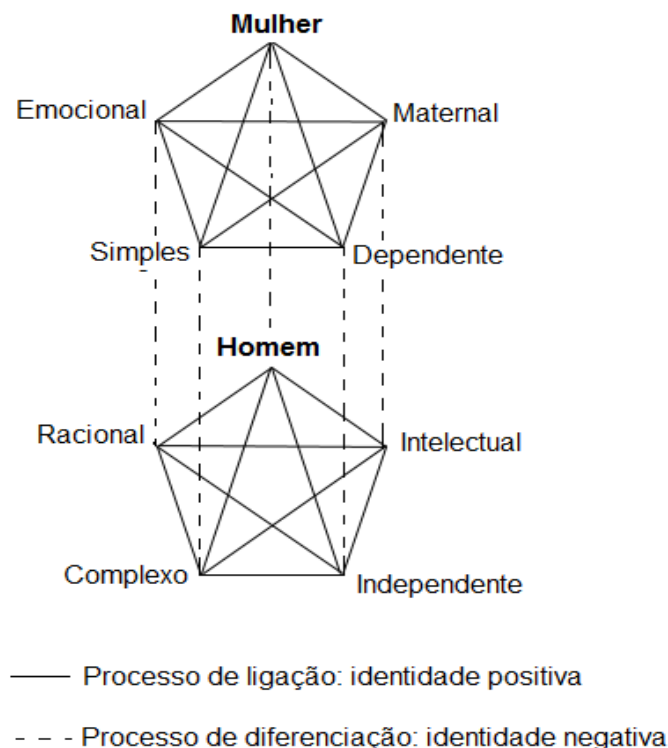 Mulher
Emocional
Maternal
Simples
Dependente
Homem
Racional
Intelectual
Complexo
Independente
Processo de ligação: identidade positiva
Processo de diferenciação: identidade negativa